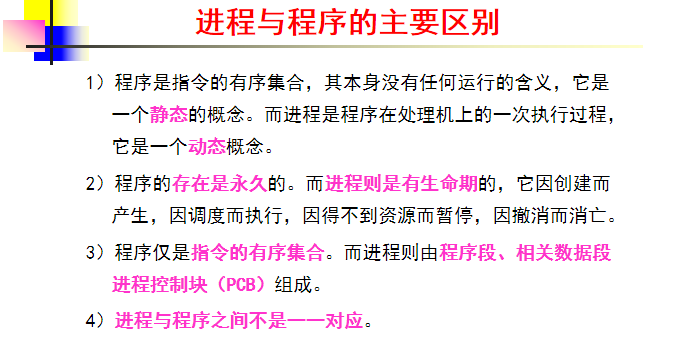 进程与程序的主要区别
1）程序是指令的有序集合，其本身没有任何运行的含义，它是
一个静态的概念。而进程是程序在处理机上的一次执行过程，
它是一个动态概念。
2）程序的存在是永久的。而进程则是有生命期的，它因创建而
产生，因调度而执行，因得不到资源而暂停，因撤消而消亡。
3）程序仅是指令的有序集合。而进程则由程序段、相关数据段
进程控制块（PCB）组成。
4）进程与程序之间不是一一对应。